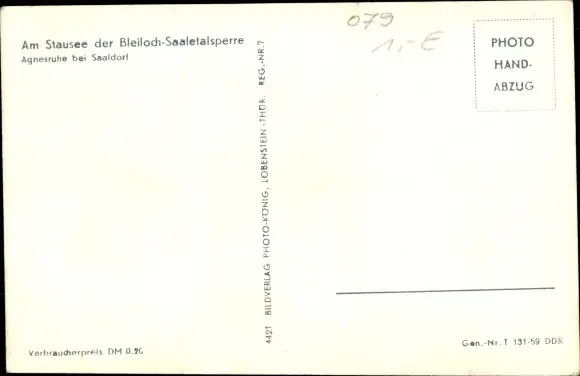 Am Stausee der Bleiloch-Saaletalsperre
Agnesruhe bei Saaldorf
079
1,- €
PHOTO
HAND-
ABZUG
4421 BILDVERLAG PHOTO-KÖNIG, LOBENSTEIN-THÜR. REG.-NR.7
Verbraucherpreis DM 0.20
Gen.-Nr. T 131-59 DDR